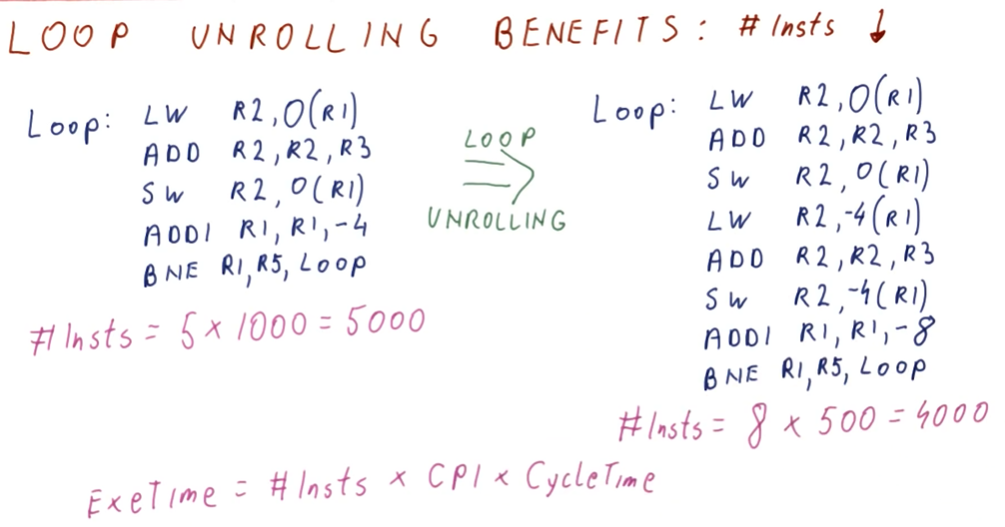 LOOP UNROLLING BENEFITS: # Insts ↓
Loop: LW R2,0(R1)
ADD R2,R2,R3
SW R2,0(R1)
ADDI R1,R1,-4
BNE R1,R5,Loop
#Insts = 5 x 1000 = 5000
LOOP
UNROLLING
Loop: LW R2,0(R1)
ADD R2,R2,R3
SW R2,0(R1)
LW R2,-4(R1)
ADD R2,R2,R3
SW R2,-4(R1)
ADDI R1,R1,-8
BNE R1,R5,Loop
#Insts = 8 x 500 = 4000
ExeTime = #Insts x CPI x CycleTime